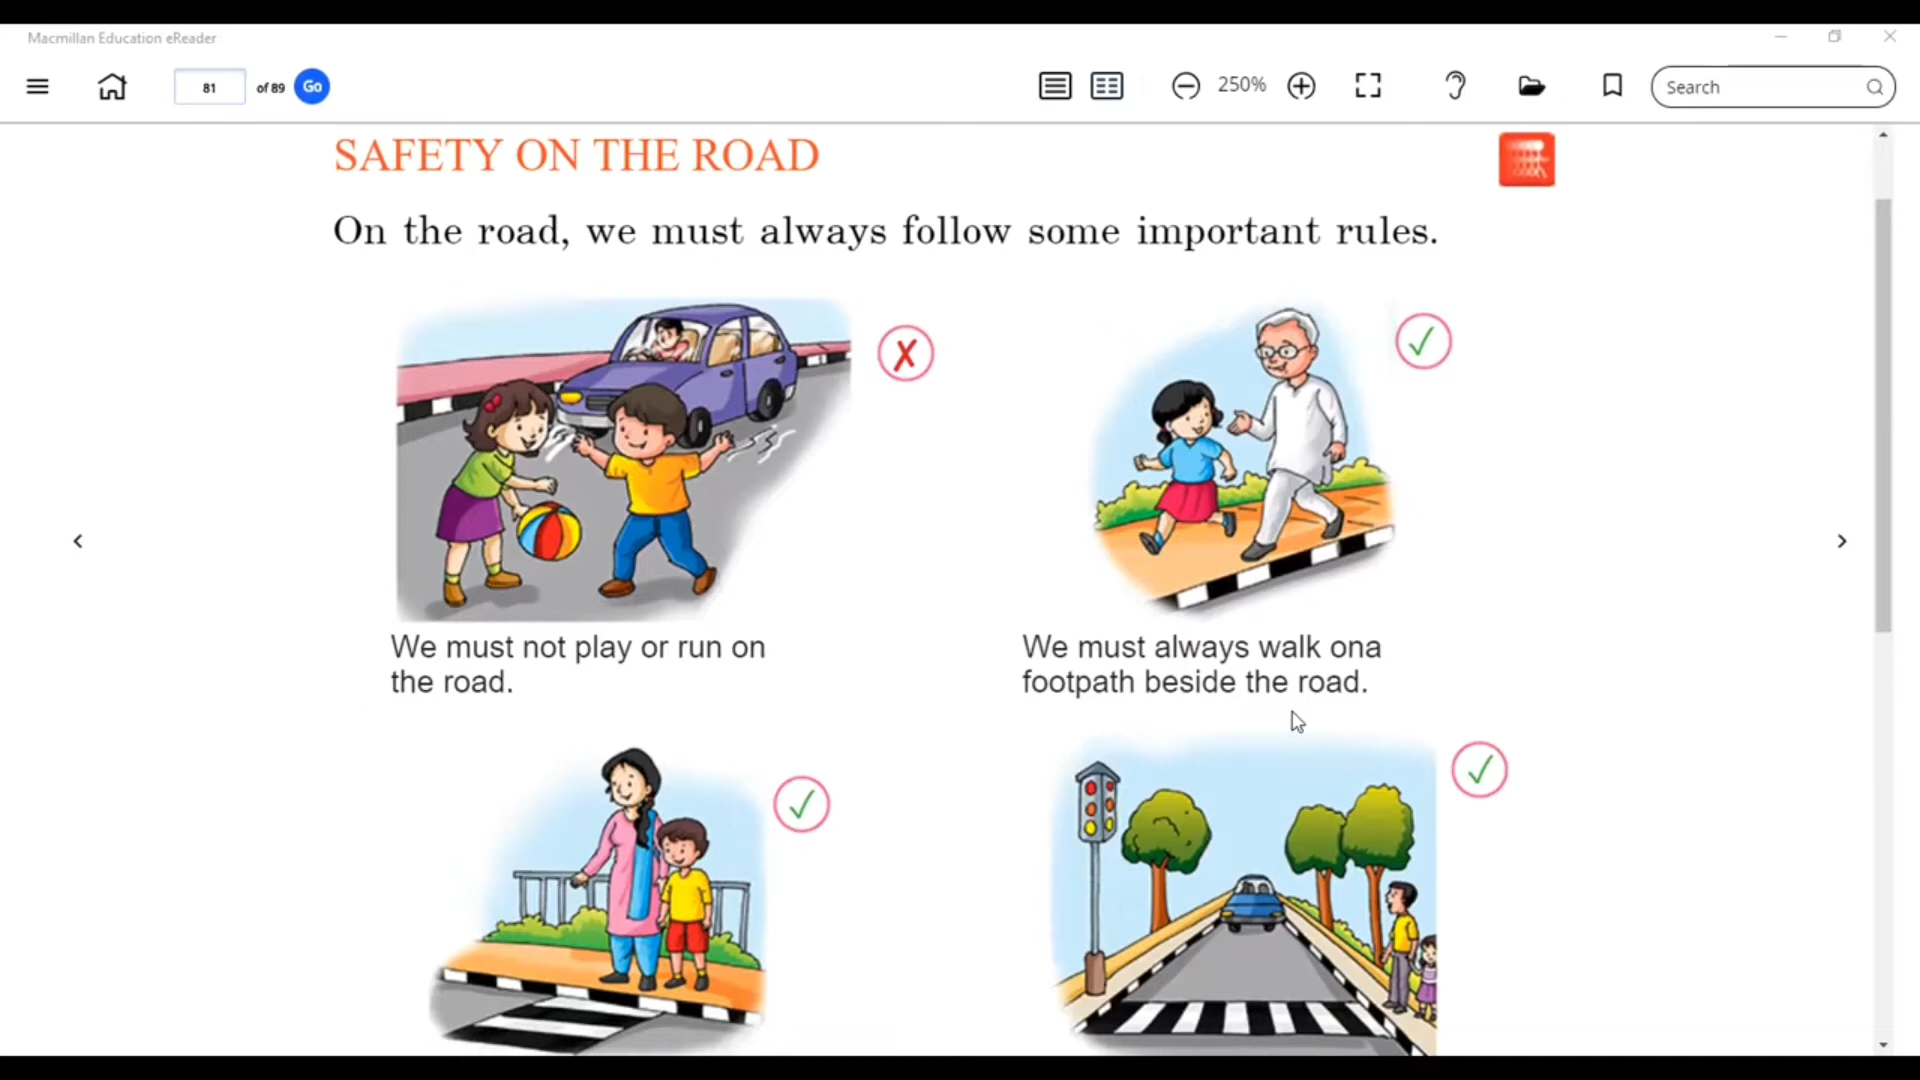 Macmillan Education eReader
81 of 89 Go 250% Search
SAFETY ON THE ROAD
On the road, we must always follow some important rules.
We must not play or run on
the road.
We must always walk ona
footpath beside the road.